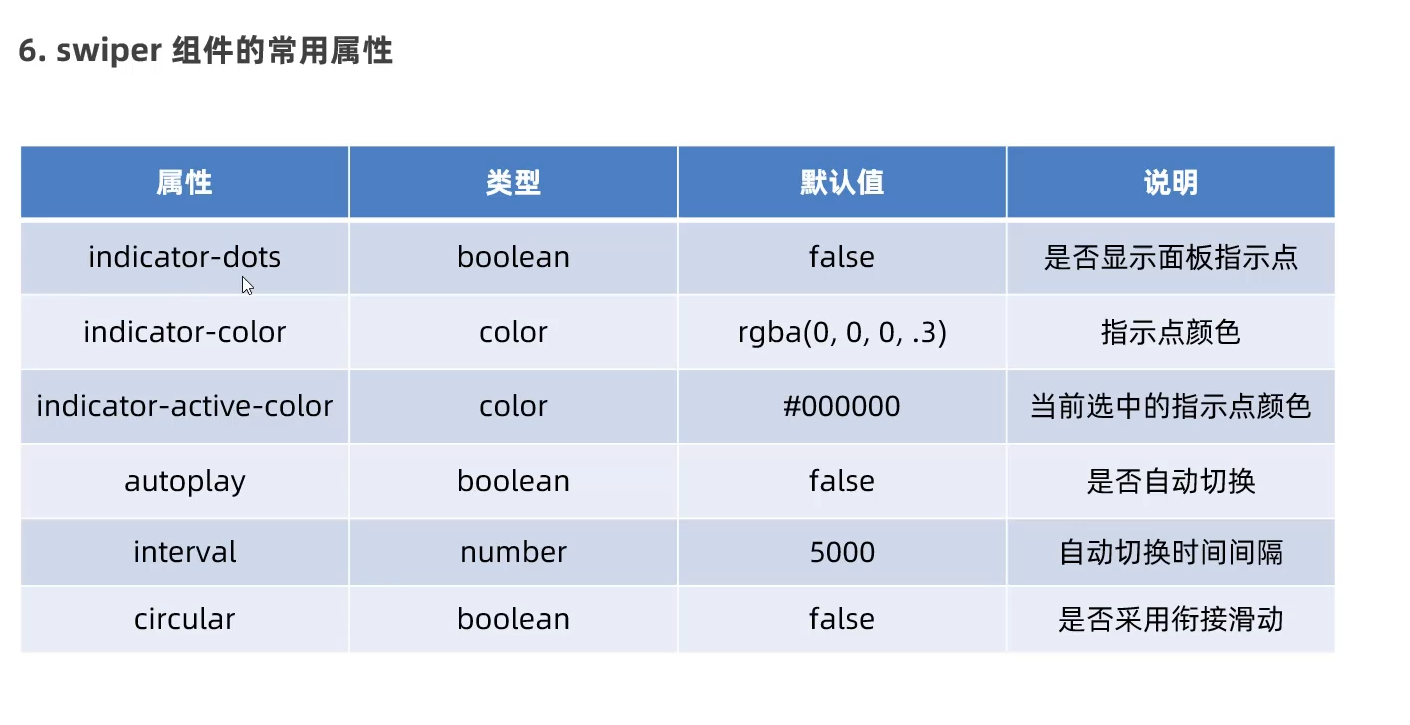 6. swiper 组件的常用属性
属性 类型 默认值 说明
indicator-dots boolean false 是否显示面板指示点
indicator-color color rgba(0, 0, 0, .3) 指示点颜色
indicator-active-color color #000000 当前选中的指示点颜色
autoplay boolean false 是否自动切换
interval number 5000 自动切换时间间隔
circular boolean false 是否采用衔接滑动